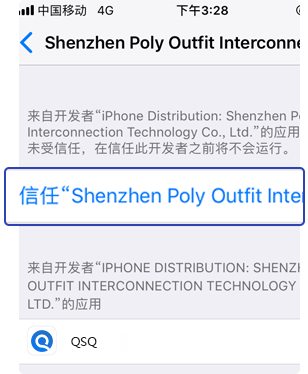 中国移动 4G 下午3:28
Shenzhen Poly Outfit Interconne
来自开发者“iPhone Distribution: Shenzhen P
Interconnection Technology Co., Ltd.”的应用
未受信任，在信任此开发者之前将不会运行。
信任“Shenzhen Poly Outfit Inter
来自开发者“IPHONE DISTRIBUTION: SHENZH
OUTFIT INTERCONNECTION TECHNOLOGY
LTD.”的应用
QSQ